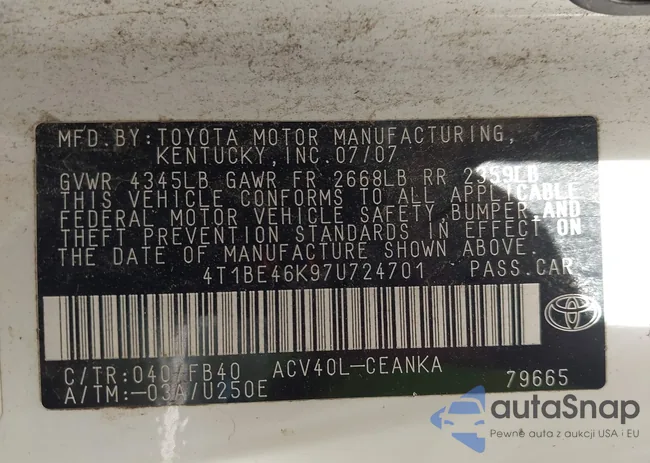 MFD.BY:TOYOTA MOTOR MANUFACTURING,
KENTUCKY,INC.07/07
GVWR 4345LB GAWR FR 2668LB RR 2359LB
THIS VEHICLE CONFORMS TO ALL APPLICABLE
FEDERAL MOTOR VEHICLE SAFETY,BUMPER,AND
THEFT PREVENTION STANDARDS IN EFFECT ON
THE DATE OF MANUFACTURE SHOWN ABOVE.
4T1BE46K97U724701 PASS.CAR
C/TR:040/FB40 ACV40L-CEANKA
A/TM:-03A/U250E 79665
autaSnap
Pewne auta z aukcji USA i EU